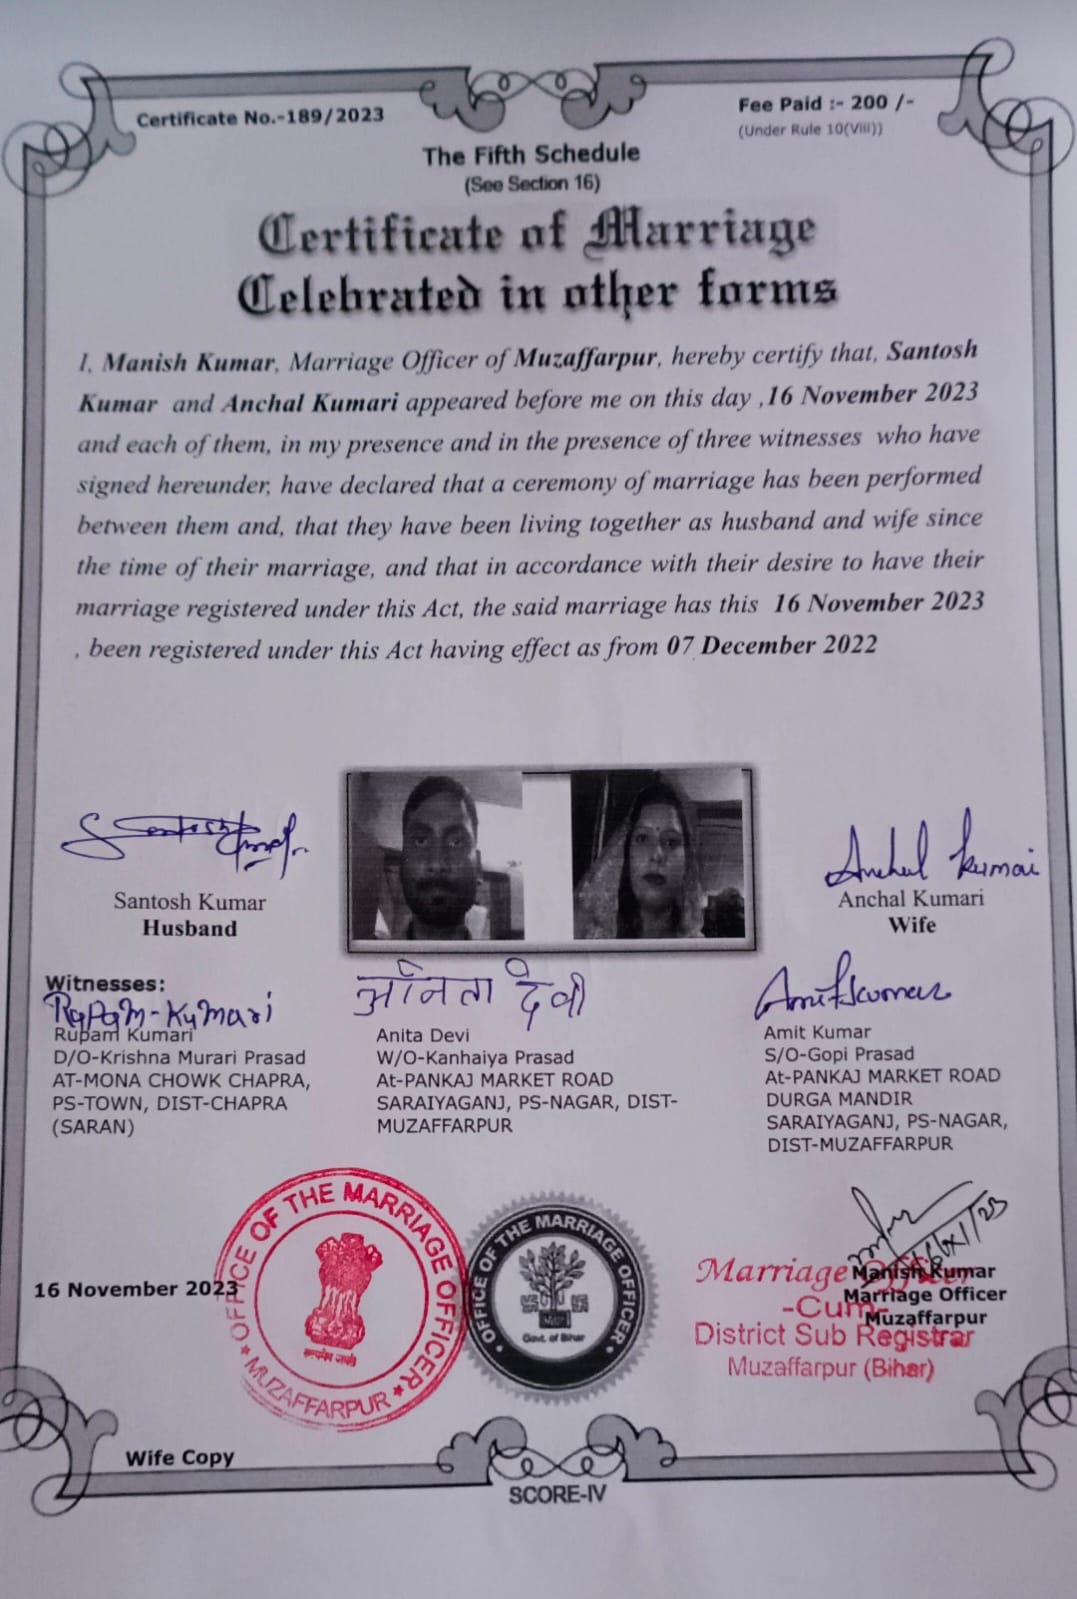 Certificate No.-189/2023
Fee Paid :- 200 /-
(Under Rule 10(Viii))
The Fifth Schedule
(See Section 16)
Certificate of Marriage
Celebrated in other forms
I, Manish Kumar, Marriage Officer of Muzaffarpur, hereby certify that, Santosh
Kumar and Anchal Kumari appeared before me on this day ,16 November 2023
and each of them, in my presence and in the presence of three witnesses who have
signed hereunder, have declared that a ceremony of marriage has been performed
between them and, that they have been living together as husband and wife since
the time of their marriage, and that in accordance with their desire to have their
marriage registered under this Act, the said marriage has this 16 November 2023
, been registered under this Act having effect as from 07 December 2022
Santosh Kumar
Husband
Anchal Kumai
Anchal Kumari
Wife
Witnesses:
RUPAM-KUMARI
Rupam Kumari
D/O-Krishna Murari Prasad
AT-MONA CHOWK CHAPRA,
PS-TOWN, DIST-CHAPRA
(SARAN)
अनिता देवी
Anita Devi
W/O-Kanhaiya Prasad
At-PANKAJ MARKET ROAD
SARAIYAGANJ, PS-NAGAR, DIST-
MUZAFFARPUR
Amit Kumar
Amit Kumar
S/O-Gopi Prasad
At-PANKAJ MARKET ROAD
DURGA MANDIR
SARAIYAGANJ, PS-NAGAR,
DIST-MUZAFFARPUR
16 November 2023
OFFICE OF THE MARRIAGE OFFICER
MUZAFFARPUR
सत्यमेव जयते
OFFICE OF THE MARRIAGE OFFICER
Govt. of Bihar
Marriage Officer
-Cum-
District Sub Registrar
Muzaffarpur (Bihar)
Manish Kumar
Marriage Officer
Muzaffarpur
Wife Copy
SCORE-IV